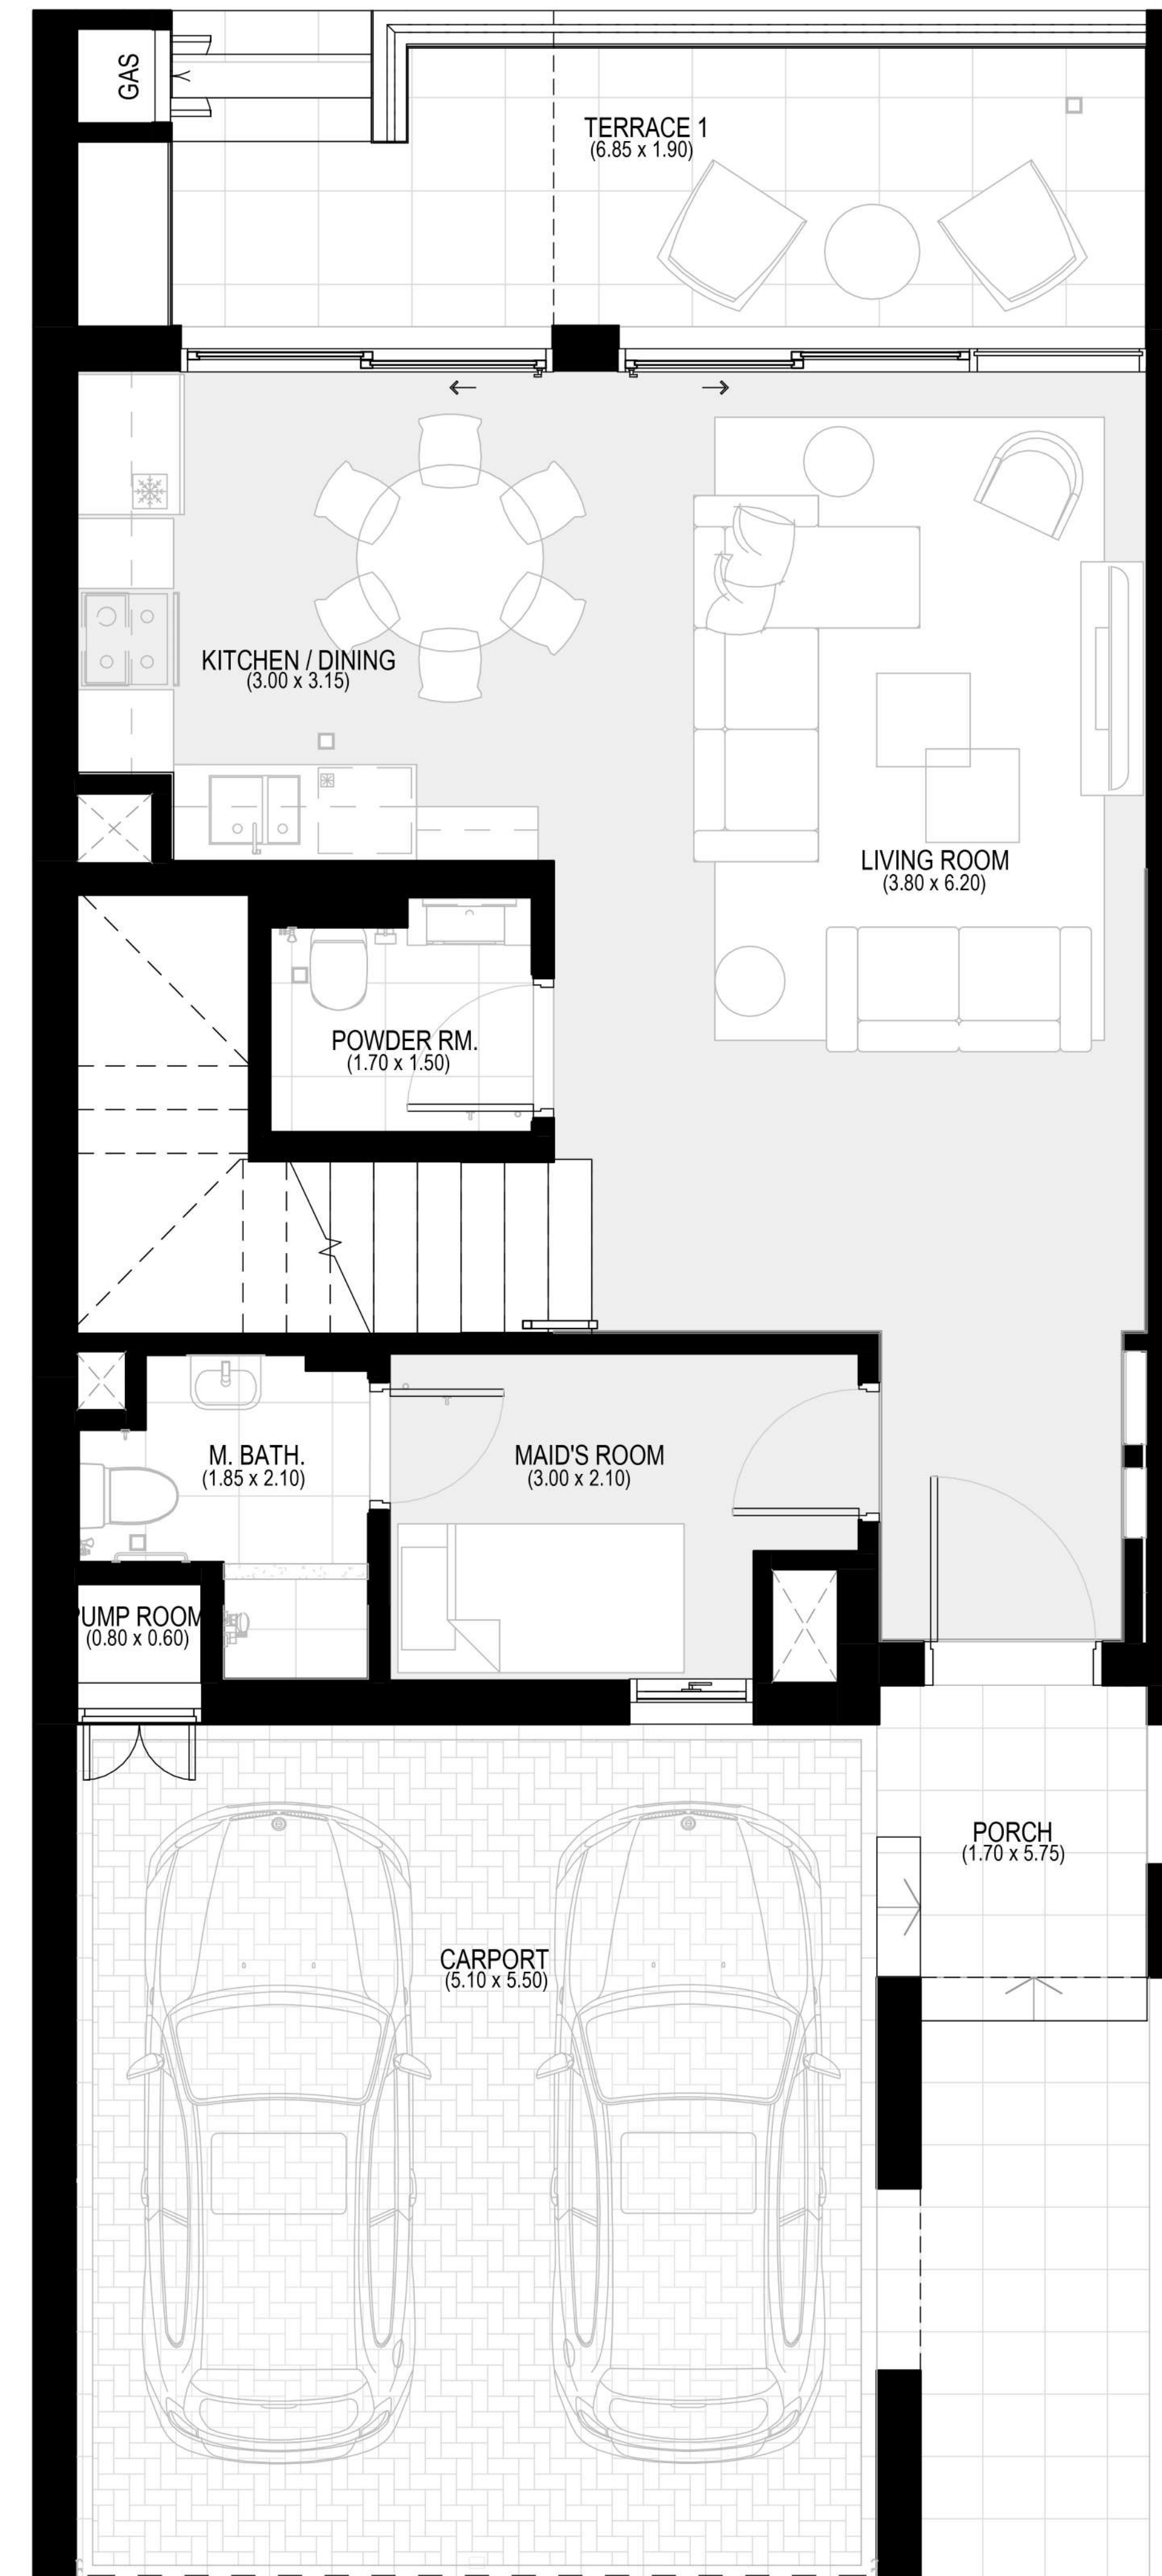 GAS
TERRACE 1
(6.85 x 1.90)
KITCHEN / DINING
(3.00 x 3.15)
LIVING ROOM
(3.80 x 6.20)
POWDER RM.
(1.70 x 1.50)
M. BATH.
(1.85 x 2.10)
MAID'S ROOM
(3.00 x 2.10)
PUMP ROOM
(0.80 x 0.60)
PORCH
(1.70 x 5.75)
CARPORT
(5.10 x 5.50)